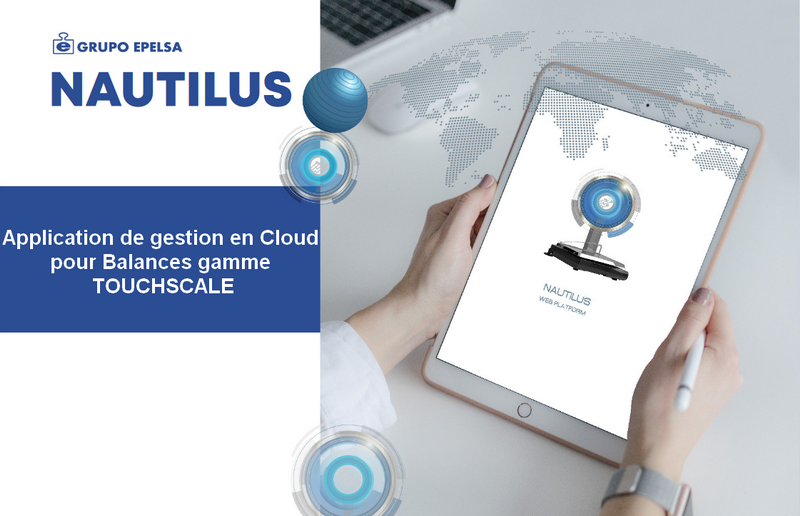 GRUPO EPELSA
NAUTILUS
Application de gestion en Cloud
pour Balances gamme
TOUCHSCALE
NAUTILUS
WEB PLATFORM